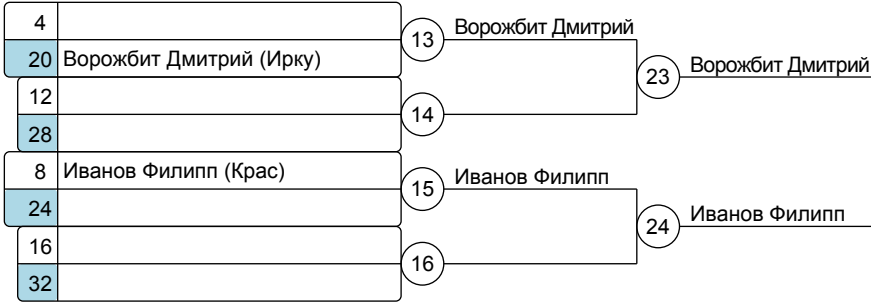 4
13 Ворожбит Дмитрий
20 Ворожбит Дмитрий (Ирку)
23 Ворожбит Дмитрий
12
14
28
8 Иванов Филипп (Крас)
15 Иванов Филипп
24
24 Иванов Филипп
16
16
32